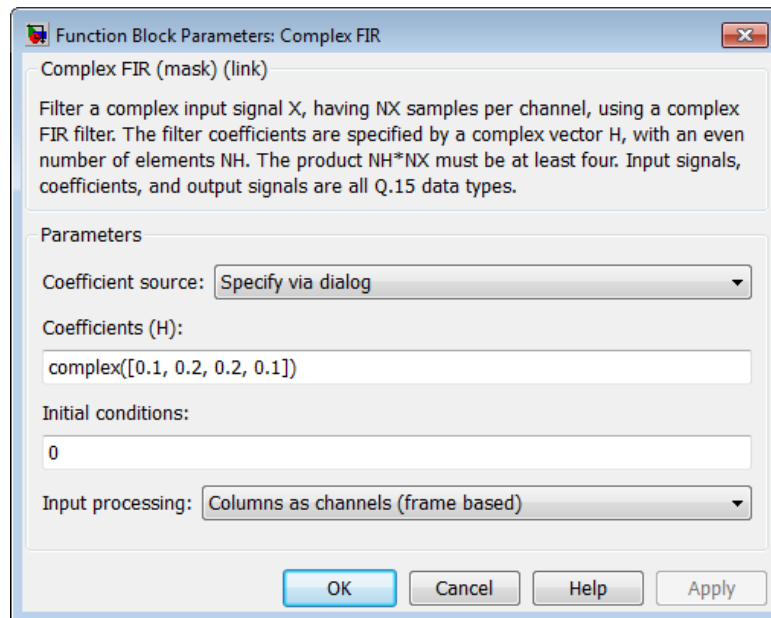 Function Block Parameters: Complex FIR
Complex FIR (mask) (link)
Filter a complex input signal X, having NX samples per channel, using a complex
FIR filter. The filter coefficients are specified by a complex vector H, with an even
number of elements NH. The product NH*NX must be at least four. Input signals,
coefficients, and output signals are all Q.15 data types.
Parameters
Coefficient source: Specify via dialog
Coefficients (H):
complex([0.1, 0.2, 0.2, 0.1])
Initial conditions:
0
Input processing: Columns as channels (frame based)
OK Cancel Help Apply